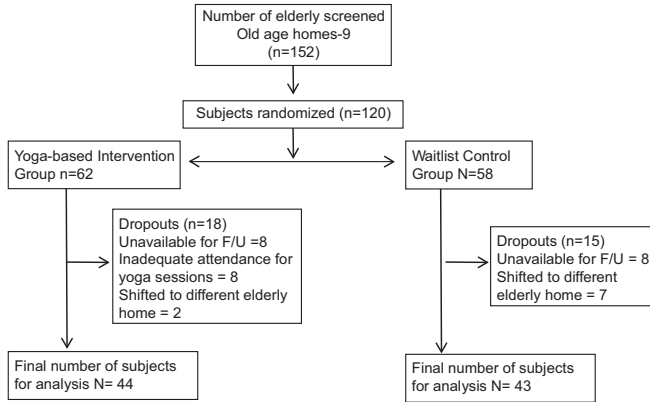 Number of elderly screened
Old age homes-9
(n=152)
Subjects randomized (n=120)
Yoga-based Intervention
Group n=62
Waitlist Control
Group N=58
Dropouts (n=18)
Unavailable for F/U =8
Inadequate attendance for
yoga sessions = 8
Shifted to different elderly
home = 2
Dropouts (n=15)
Unavailable for F/U = 8
Shifted to different
elderly home = 7
Final number of subjects
for analysis N= 44
Final number of subjects
for analysis N= 43